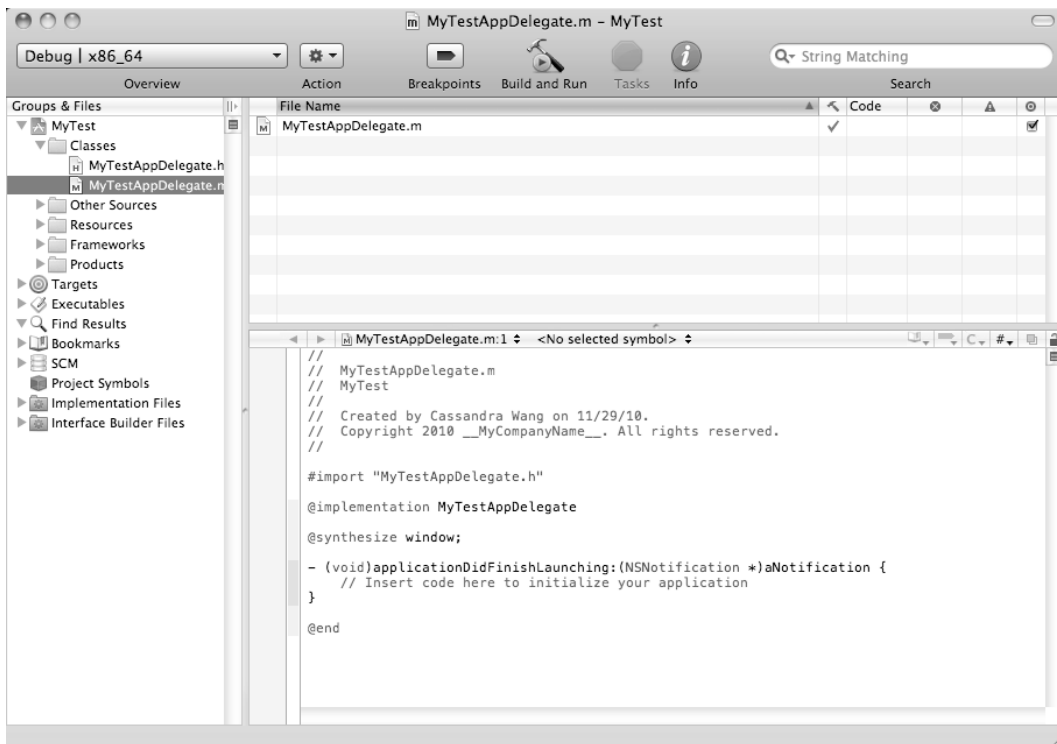 MyTestAppDelegate.m – MyTest
Debug | x86_64
String Matching
Overview
Action
Breakpoints
Build and Run
Tasks
Info
Search
Groups & Files
MyTest
Classes
MyTestAppDelegate.h
MyTestAppDelegate.m
Other Sources
Resources
Frameworks
Products
Targets
Executables
Find Results
Bookmarks
SCM
Project Symbols
Implementation Files
Interface Builder Files
File Name
Code
MyTestAppDelegate.m
MyTestAppDelegate.m:1 <No selected symbol>
C
#
//
//  MyTestAppDelegate.m
//  MyTest
//
//  Created by Cassandra Wang on 11/29/10.
//  Copyright 2010 __MyCompanyName__. All rights reserved.
//
#import "MyTestAppDelegate.h"
@implementation MyTestAppDelegate
@synthesize window;
- (void)applicationDidFinishLaunching:(NSNotification *)aNotification {
    // Insert code here to initialize your application
}
@end